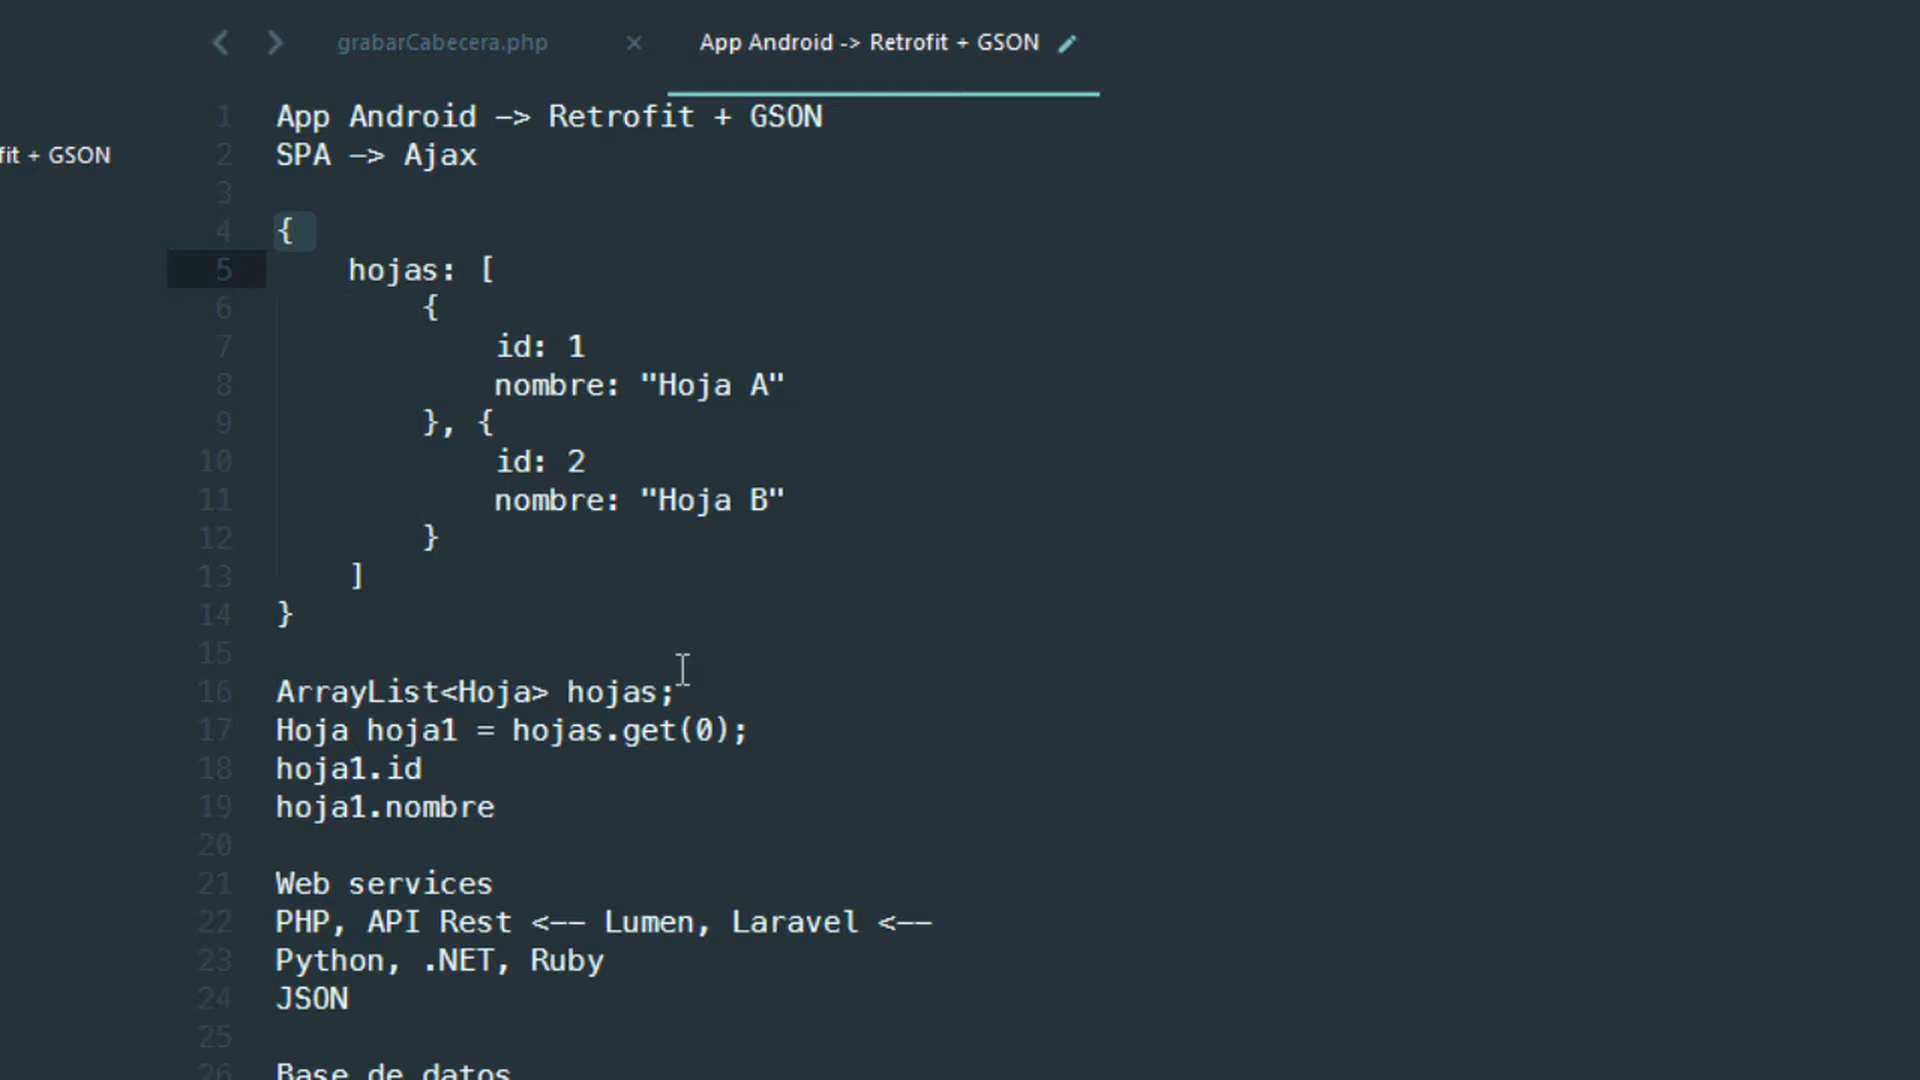 grabarCabecera.php × App Android -> Retrofit + GSON
fit + GSON
1 App Android —> Retrofit + GSON
2 SPA —> Ajax
3
4 {
5 hojas: [
6 {
7 id: 1
8 nombre: "Hoja A"
9 }, {
10 id: 2
11 nombre: "Hoja B"
12 }
13 ]
14 }
15
16 ArrayList<Hoja> hojas;
17 Hoja hoja1 = hojas.get(0);
18 hoja1.id
19 hoja1.nombre
20
21 Web services
22 PHP, API Rest <—— Lumen, Laravel <——
23 Python, .NET, Ruby
24 JSON
25
26 Base de datos